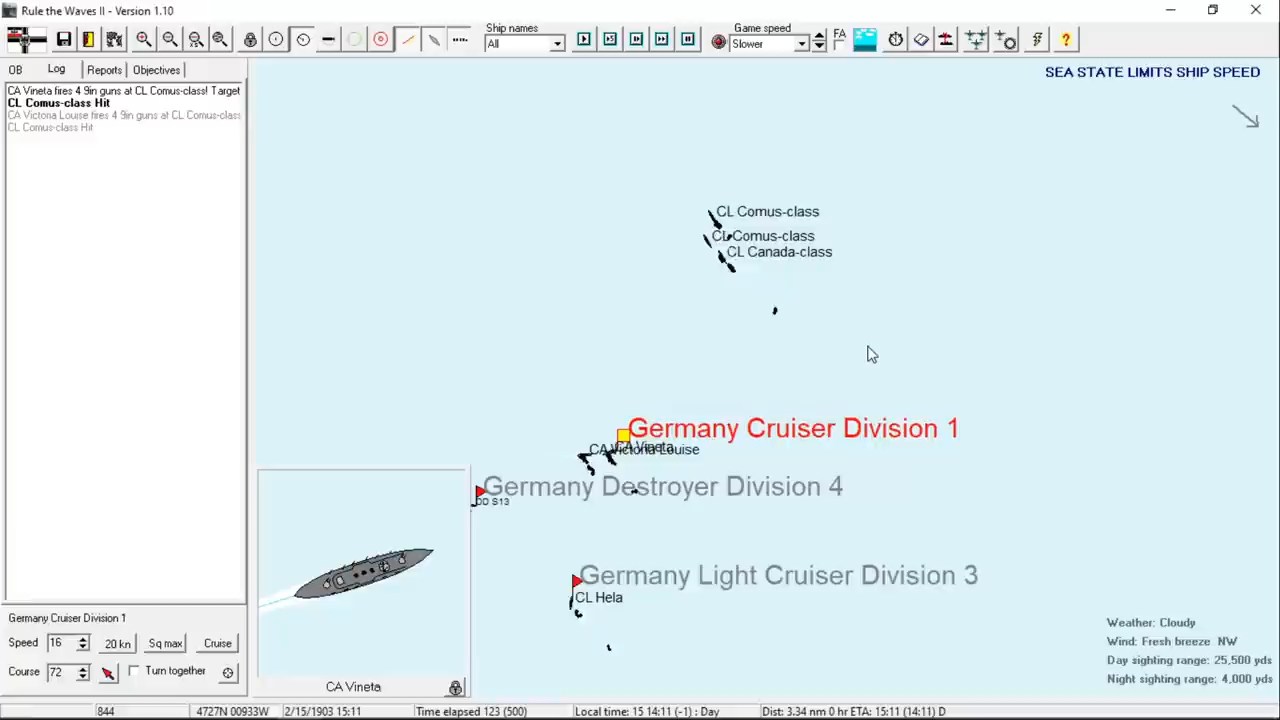 Rule the Waves II - Version 1.10
Ship names
All
Game speed
Slower
FA
OB
Log
Reports
Objectives
CA Vineta fires 4 9in guns at CL Comus-class! Target
CL Comus-class Hit
CA Victoria Louise fires 4 9in guns at CL Comus-class
CL Comus-class Hit
SEA STATE LIMITS SHIP SPEED
CL Comus-class
CL Comus-class
CL Canada-class
Germany Cruiser Division 1
CA Vineta
CA Victoria Louise
Germany Destroyer Division 4
DD S13
Germany Light Cruiser Division 3
CL Hela
CA Vineta
Germany Cruiser Division 1
Speed 16 20 kn Sq max Cruise
Course 72 Turn together
Weather: Cloudy
Wind: Fresh breeze NW
Day sighting range: 25,500 yds
Night sighting range: 4,000 yds
844 4727N 00933W 2/15/1903 15:11 Time elapsed 123 (500) Local time: 15 14:11 (-1) : Day Dist: 3.34 nm 0 hr ETA: 15:11 (14:11) D